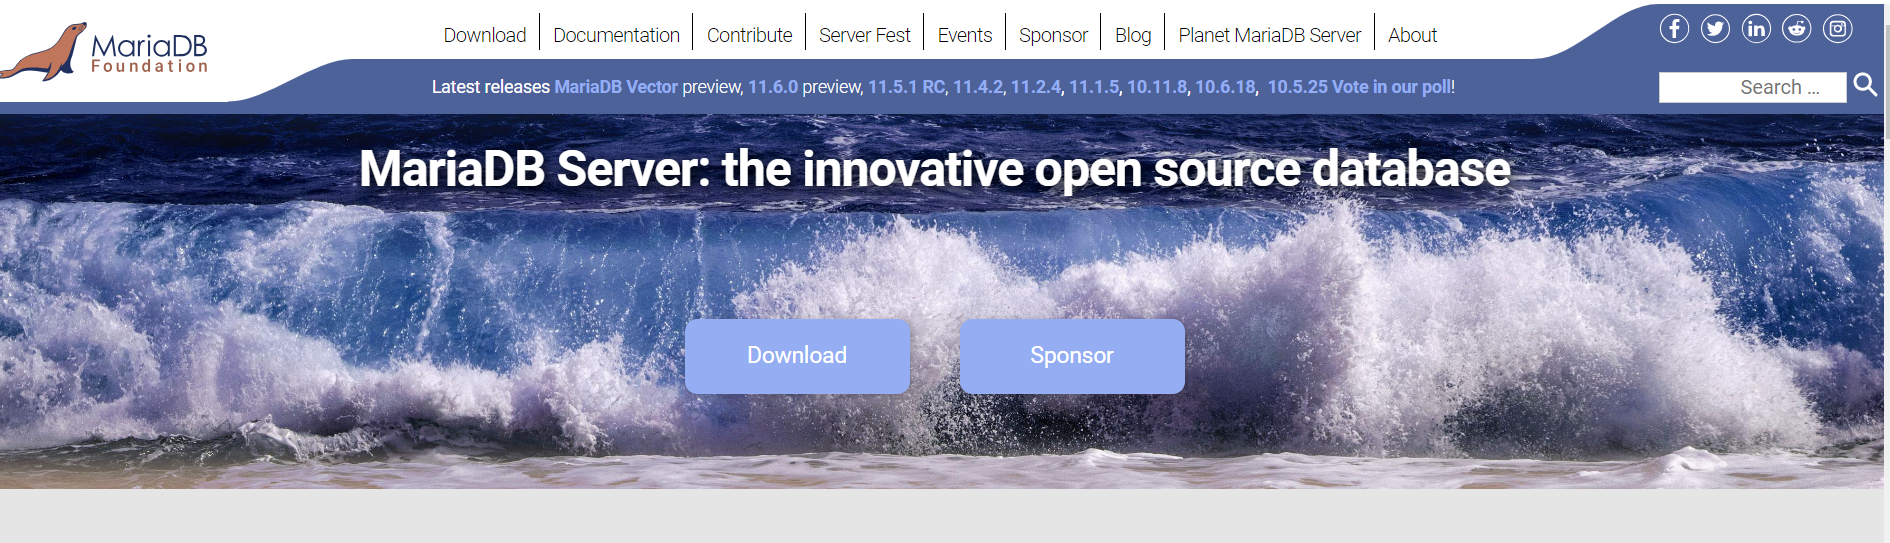 MariaDB
Foundation
Download
Documentation
Contribute
Server Fest
Events
Sponsor
Blog
Planet MariaDB Server
About
Latest releases MariaDB Vector preview, 11.6.0 preview, 11.5.1 RC, 11.4.2, 11.2.4, 11.1.5, 10.11.8, 10.6.18, 10.5.25 Vote in our poll!
Search ...
MariaDB Server: the innovative open source database
Download
Sponsor